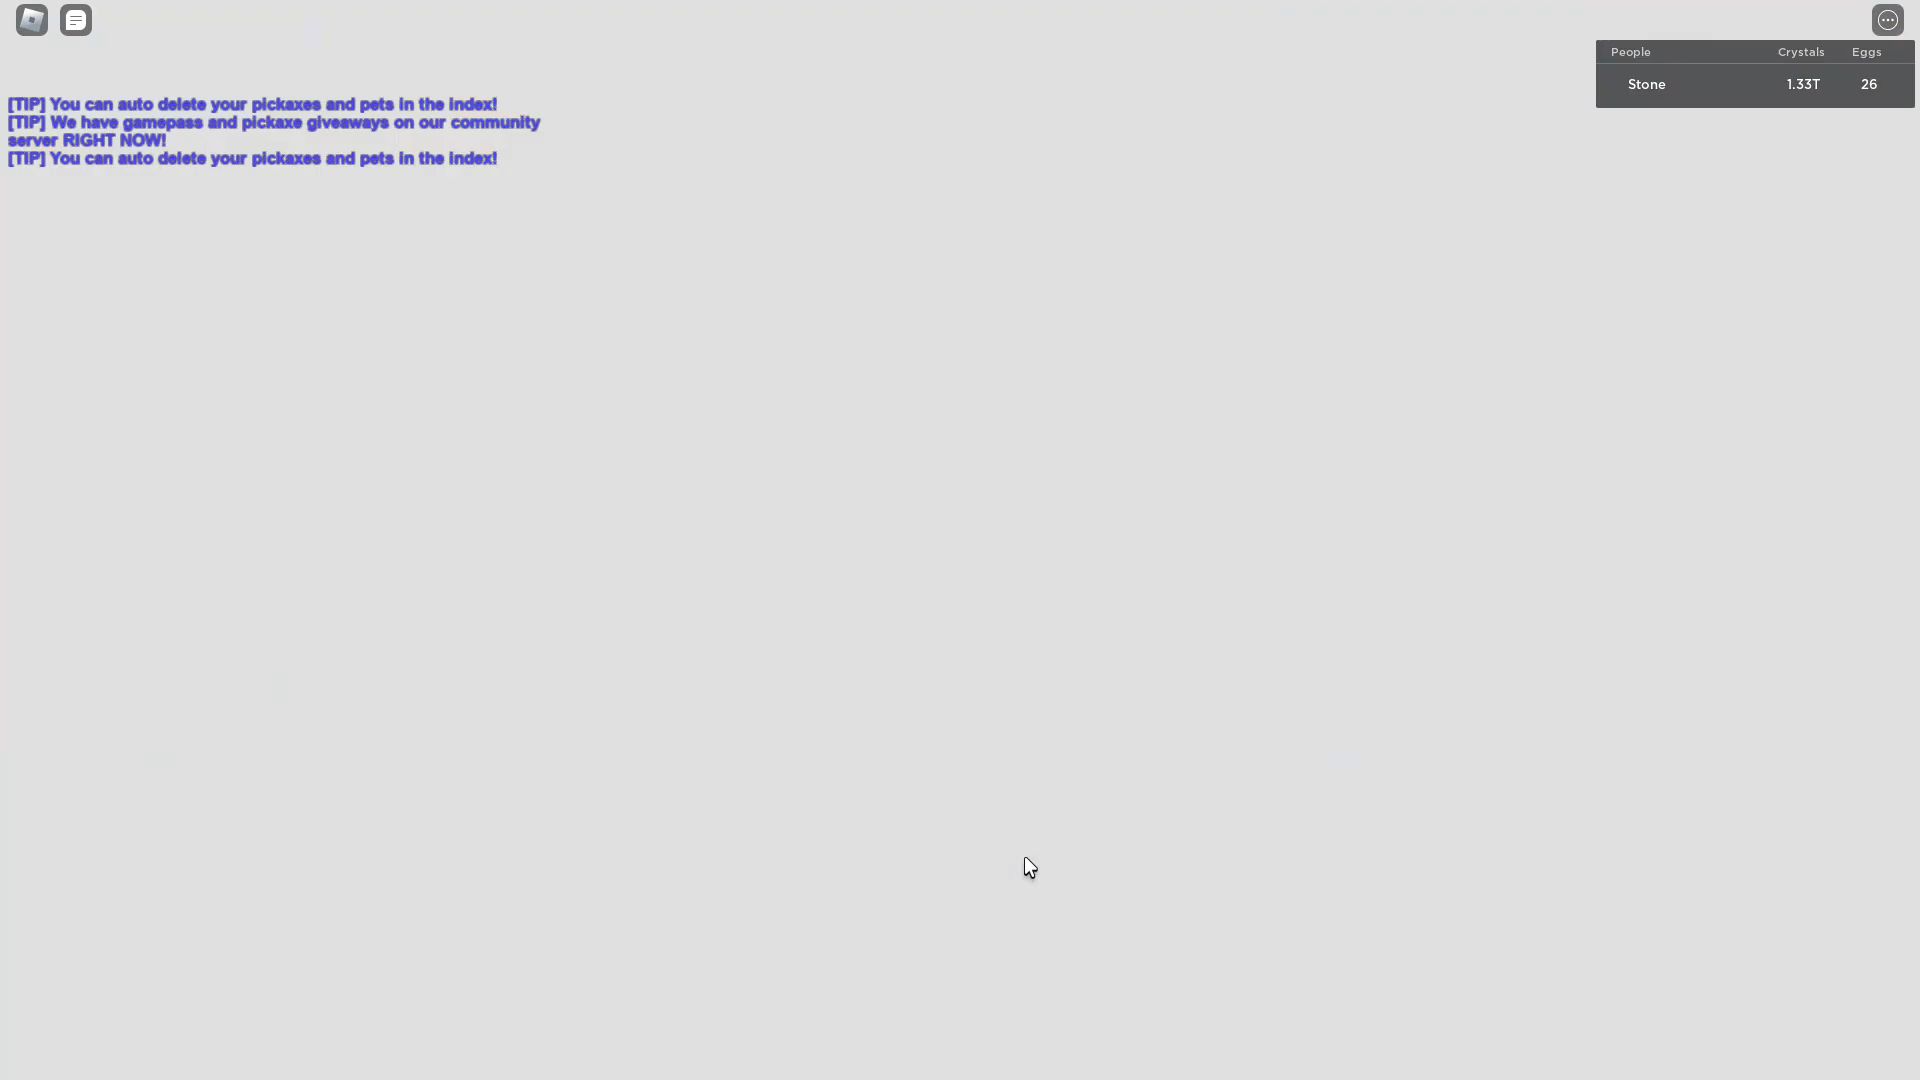 People Crystals Eggs
Stone 1.33T 26
[TIP] You can auto delete your pickaxes and pets in the index!
[TIP] We have gamepass and pickaxe giveaways on our community
server RIGHT NOW!
[TIP] You can auto delete your pickaxes and pets in the index!